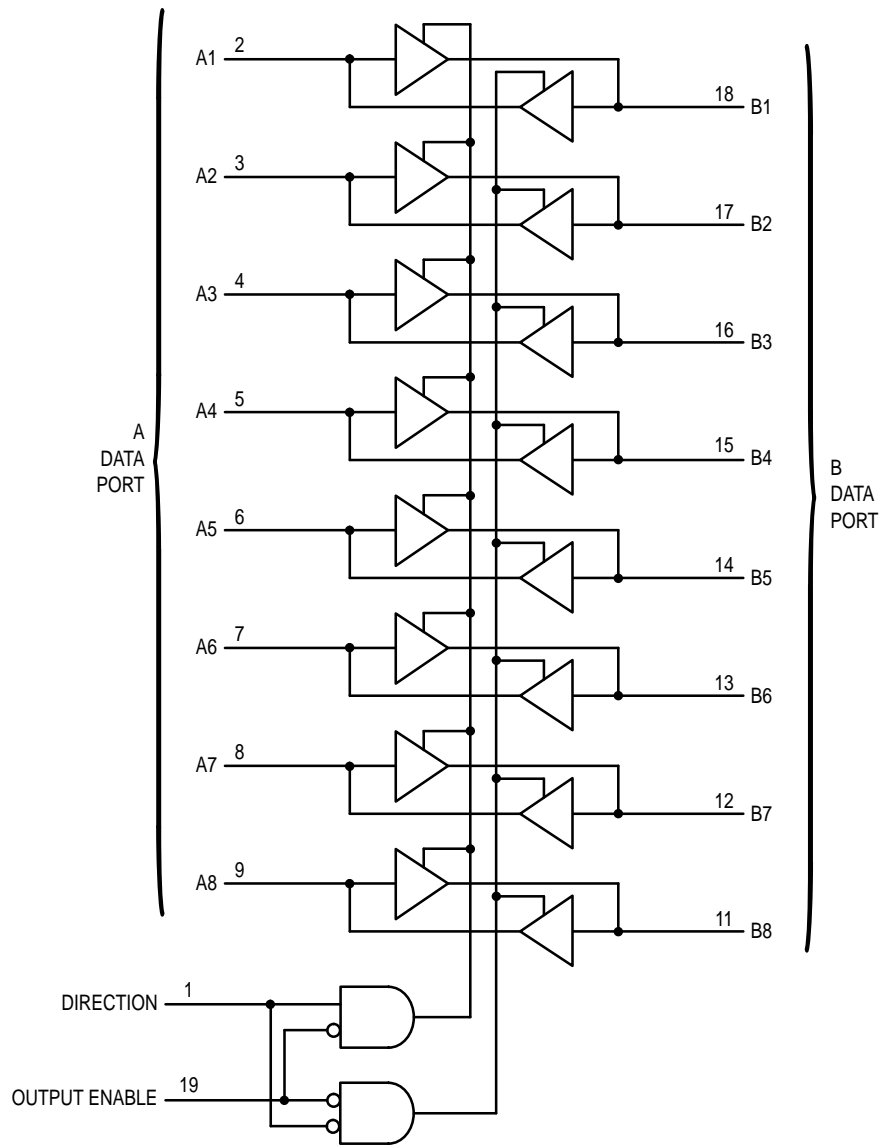 A1 2
18 B1
A2 3
17 B2
A3 4
16 B3
A4 5
15 B4
A
DATA
PORT
B
DATA
PORT
A5 6
14 B5
A6 7
13 B6
A7 8
12 B7
A8 9
11 B8
DIRECTION 1
OUTPUT ENABLE 19